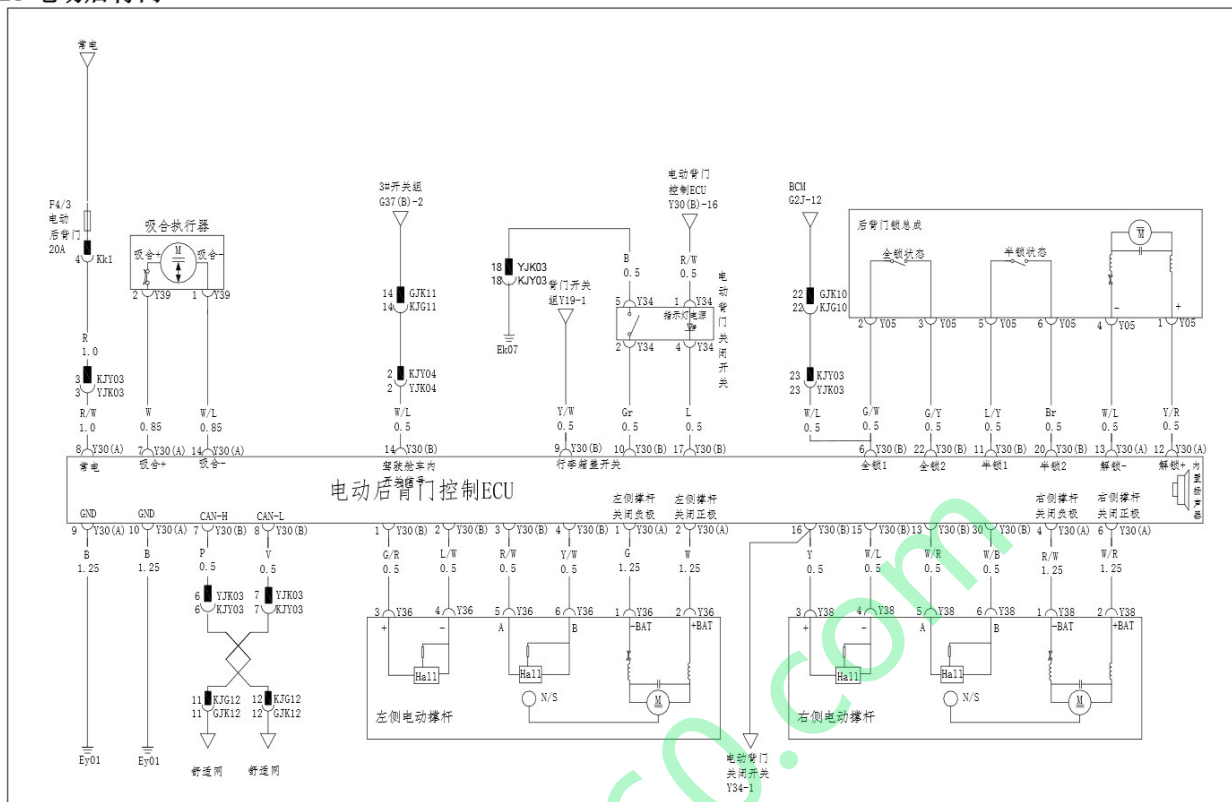 常电
F4/3
电动
后背门
20A
4 Kk1
吸合执行器
吸合+ M 吸合-
2 Y39 1 Y39
3#开关组
G37(B)-2
14 GJK11
14 KJG11
2 KJY04
2 YJK04
18 YJK03
18 KJY03
Ek07
背门开关
组Y19-1
电动背门
控制ECU
Y30(B)-16
B
0.5
R/W
0.5
5 Y34 1 Y34
指示灯电源
2 Y34 4 Y34
电动背门关闭开关
BCM
G2J-12
22 GJK10
22 KJG10
23 KJY03
23 YJK03
后背门锁总成
全锁状态 半锁状态 M
- +
2 Y05 3 Y05 5 Y05 6 Y05 4 Y05 1 Y05
R
1.0
3 KJY03
3 YJK03
R/W W W/L W/L Y/W Gr L W/L G/W G/Y L/Y Br W/L Y/R
1.0 0.85 0.85 0.5 0.5 0.5 0.5 0.5 0.5 0.5 0.5 0.5 0.5 0.5
8 Y30(A) 7 Y30(A) 14 Y30(A) 14 Y30(B) 9 Y30(B) 10 Y30(B) 17 Y30(B) 6 Y30(B) 22 Y30(B) 11 Y30(B) 20 Y30(B) 13 Y30(A) 12 Y30(A)
常电 吸合+ 吸合- 驾驶舱车内 行李箱盖开关 全锁1 全锁2 半锁1 半锁2 解锁- 解锁+
开关信号
电动后背门控制ECU
内置扬声器
左侧撑杆 左侧撑杆 右侧撑杆 右侧撑杆
GND GND CAN-H CAN-L 关闭负极 关闭正极 关闭负极 关闭正极
9 Y30(A) 10 Y30(A) 7 Y30(B) 8 Y30(B) 1 Y30(B) 2 Y30(B) 3 Y30(B) 4 Y30(B) 1 Y30(A) 2 Y30(A) 16 Y30(B) 15 Y30(B) 13 Y30(B) 30 Y30(B) 4 Y30(A) 6 Y30(A)
B B P V G/R L/W R/W Y/W G W Y W/L W/R W/B R/W W/R
1.25 1.25 0.5 0.5 0.5 0.5 0.5 0.5 1.25 1.25 0.5 0.5 0.5 0.5 1.25 1.25
6 YJK03 7 YJK03
6 KJY03 7 KJY03
3 Y36 4 Y36 5 Y36 6 Y36 1 Y36 2 Y36 3 Y38 4 Y38 5 Y38 6 Y38 1 Y38 2 Y38
+ - A B -BAT +BAT + - A B -BAT +BAT
Hall Hall Hall Hall
N/S M N/S M
左侧电动撑杆 右侧电动撑杆
11 KJG12 12 KJG12
11 GJK12 12 GJK12
Ey01 Ey01
舒适网 舒适网
电动背门
关闭开关
Y34-1